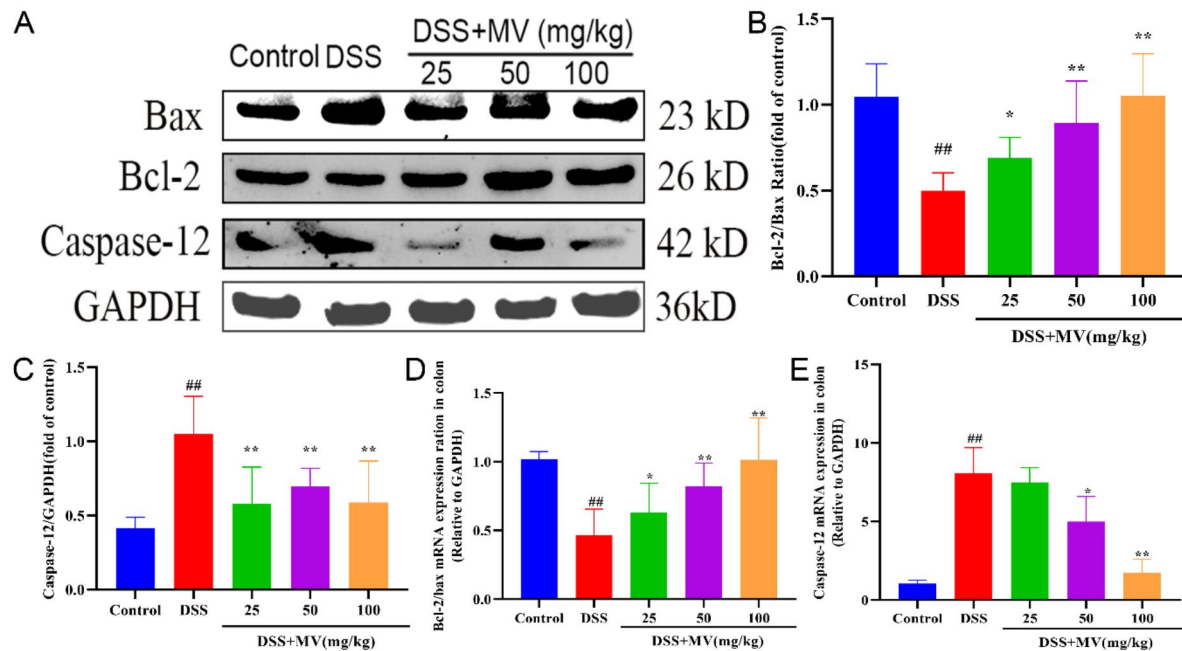 A
Control DSS DSS+MV (mg/kg)
25 50 100
Bax 23 kD
Bcl-2 26 kD
Caspase-12 42 kD
GAPDH 36kD
B
Bcl-2/Bax Ratio(fold of control)
1.5
1.0
0.5
0.0
##
*
**
**
Control DSS 25 50 100
DSS+MV(mg/kg)
C
Caspase-12/GAPDH(fold of control)
1.5
1.0
0.5
0.0
##
**
**
**
Control DSS 25 50 100
DSS+MV(mg/kg)
D
Bcl-2/bax mRNA expression ration in colon
(Relative to GAPDH)
1.5
1.0
0.5
0.0
##
*
**
**
Control DSS 25 50 100
DSS+MV(mg/kg)
E
Caspase-12 mRNA expression in colon
(Relative to GAPDH)
15
10
5
0
##
*
**
Control DSS 25 50 100
DSS+MV(mg/kg)